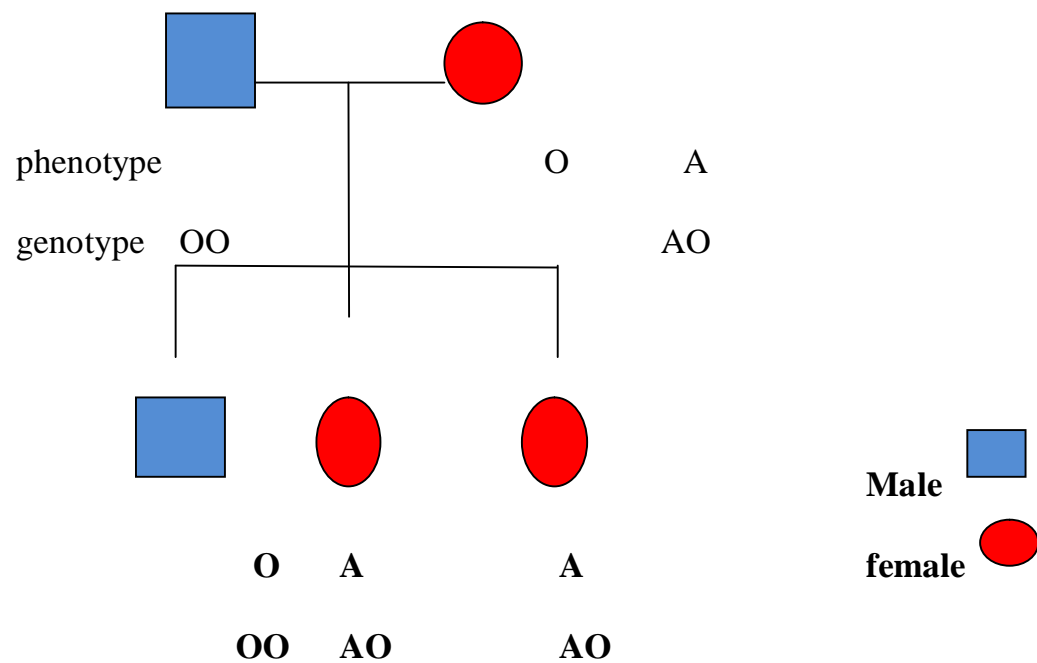 phenotype O A
genotype OO AO
Male
O A A female
OO AO AO